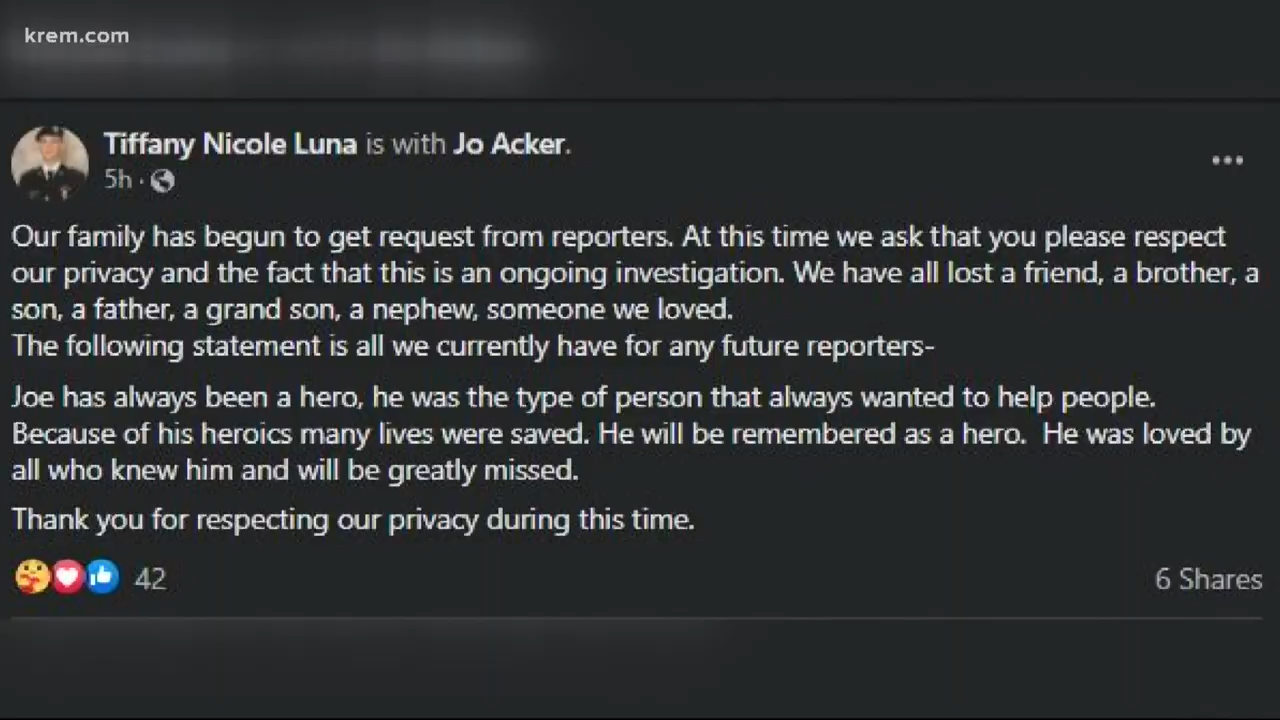 krem.com
Tiffany Nicole Luna is with Jo Acker.
5h ·
Our family has begun to get request from reporters. At this time we ask that you please respect
our privacy and the fact that this is an ongoing investigation. We have all lost a friend, a brother, a
son, a father, a grand son, a nephew, someone we loved.
The following statement is all we currently have for any future reporters-
Joe has always been a hero, he was the type of person that always wanted to help people.
Because of his heroics many lives were saved. He will be remembered as a hero.  He was loved by
all who knew him and will be greatly missed.
Thank you for respecting our privacy during this time.
42
6 Shares